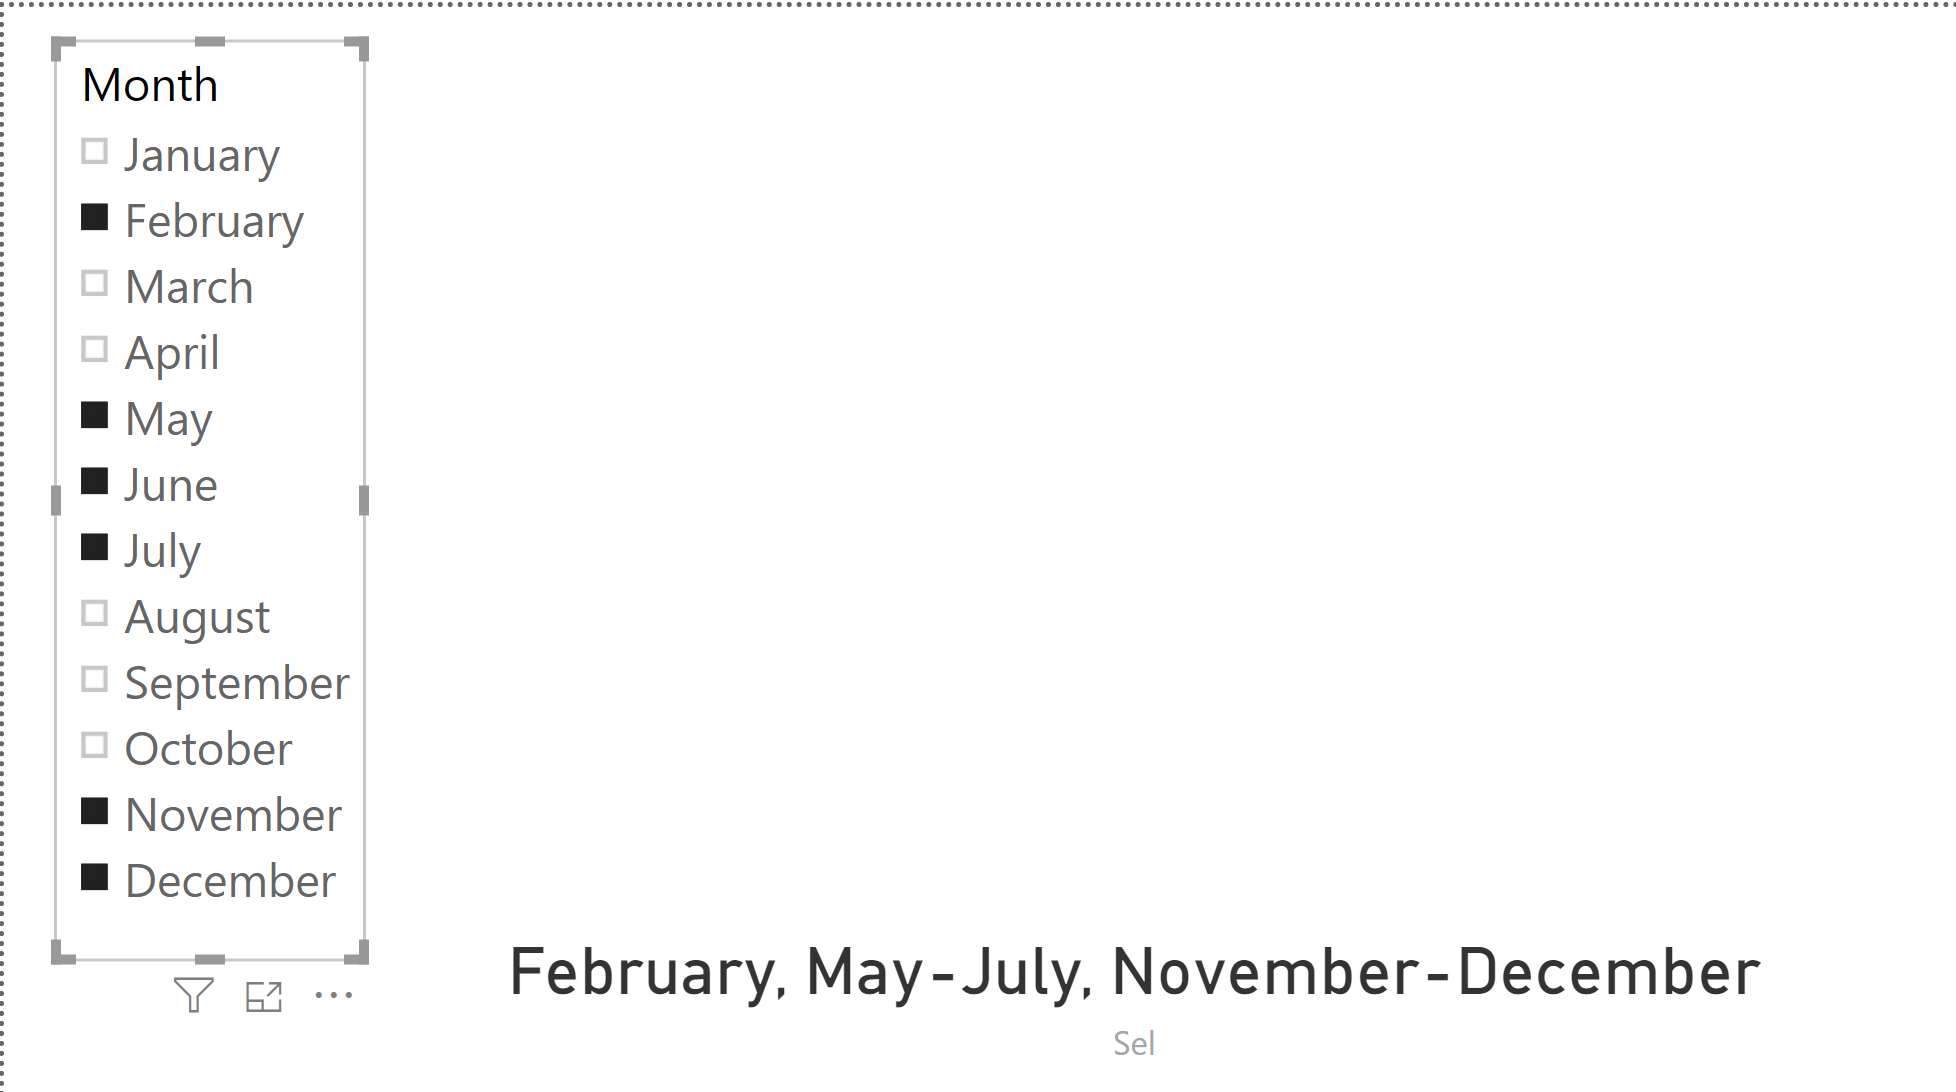 Month
January
February
March
April
May
June
July
August
September
October
November
December
February, May-July, November-December
Sel